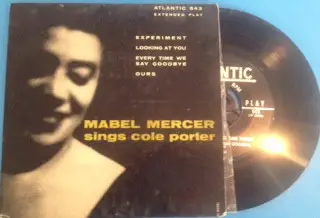 ATLANTIC 543
EXTENDED PLAY
EXPERIMENT
LOOKING AT YOU
EVERY TIME WE
SAY GOODBYE
OURS
MABEL MERCER
sings cole porter
NTIC
PLAY